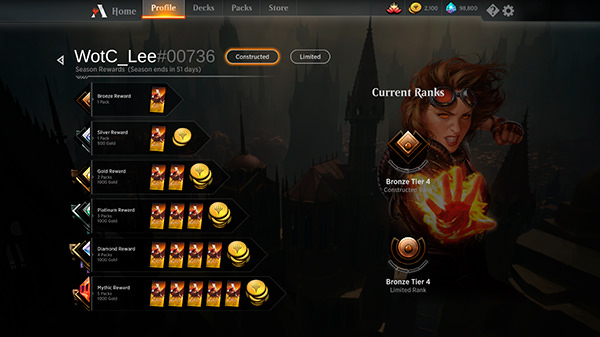 Home Profile Decks Packs Store 2,100 98,800
WotC_Lee#00736 Constructed Limited
Season Rewards (Season ends in 51 days)
Current Ranks
Bronze Reward
1 Pack
Silver Reward
1 Pack
500 Gold
Gold Reward
2 Packs
1000 Gold
Platinum Reward
3 Packs
1000 Gold
Diamond Reward
4 Packs
1000 Gold
Mythic Reward
5 Packs
1000 Gold
Bronze Tier 4
Constructed Rank
Bronze Tier 4
Limited Rank